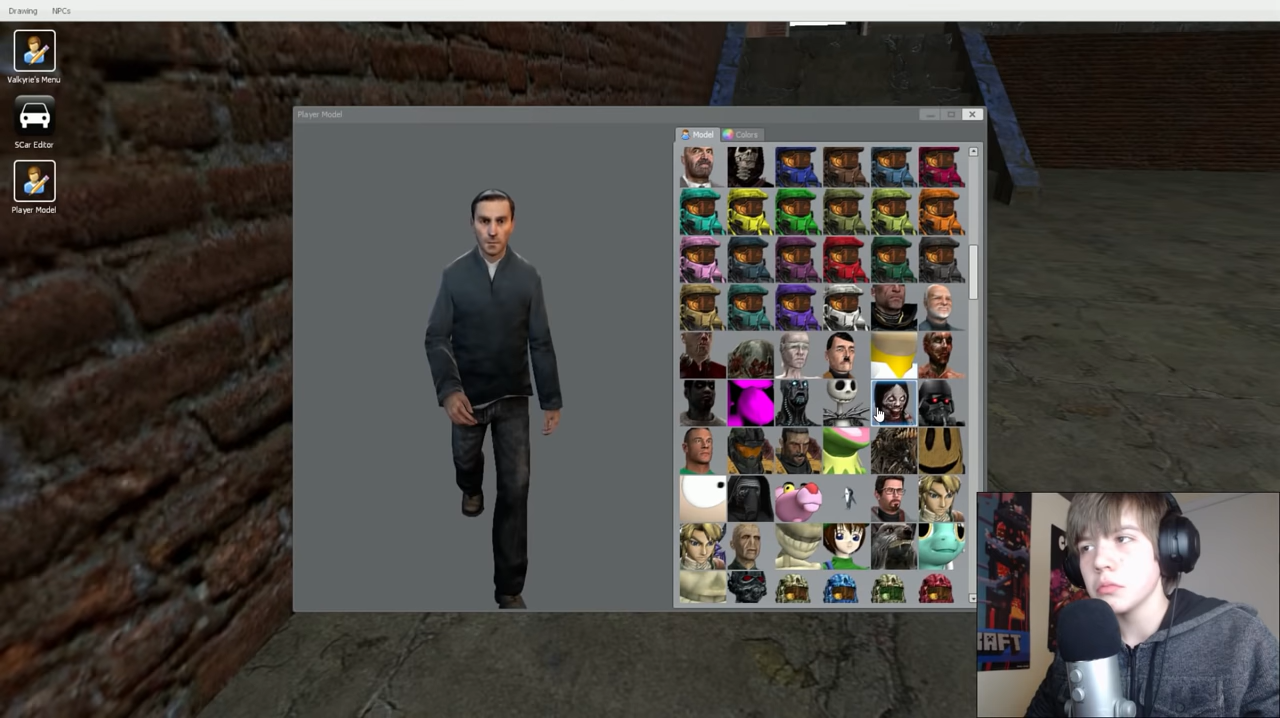 Drawing NPCs
Valkyrie's Menu
SCar Editor
Player Model
Player Model
Model Colors
RAFT